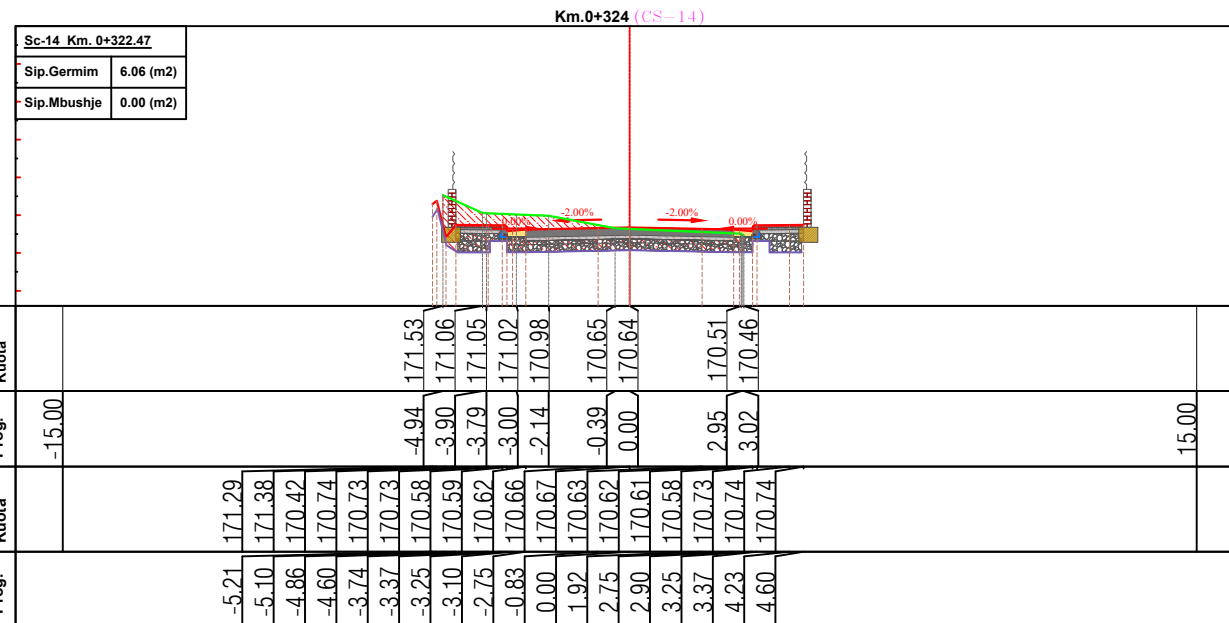 Km.0+324 (CS-14)
Sc-14 Km. 0+322.47
Sip.Germim 6.06 (m2)
Sip.Mbushje 0.00 (m2)
0.00% -2.00% -2.00% 0.00%
Kuota 171.53 171.06 171.05 171.02 170.98 170.65 170.64 170.51 170.46
Prog. -15.00 -4.94 -3.90 -3.79 -3.00 -2.14 -0.39 0.00 2.95 3.02 15.00
Kuota 171.29 171.38 170.42 170.74 170.73 170.73 170.58 170.59 170.62 170.66 170.67 170.63 170.62 170.61 170.58 170.73 170.74 170.74
Prog. -5.21 -5.10 -4.86 -4.60 -3.74 -3.37 -3.25 -3.10 -2.75 -0.83 0.00 1.92 2.75 2.90 3.25 3.37 4.23 4.60